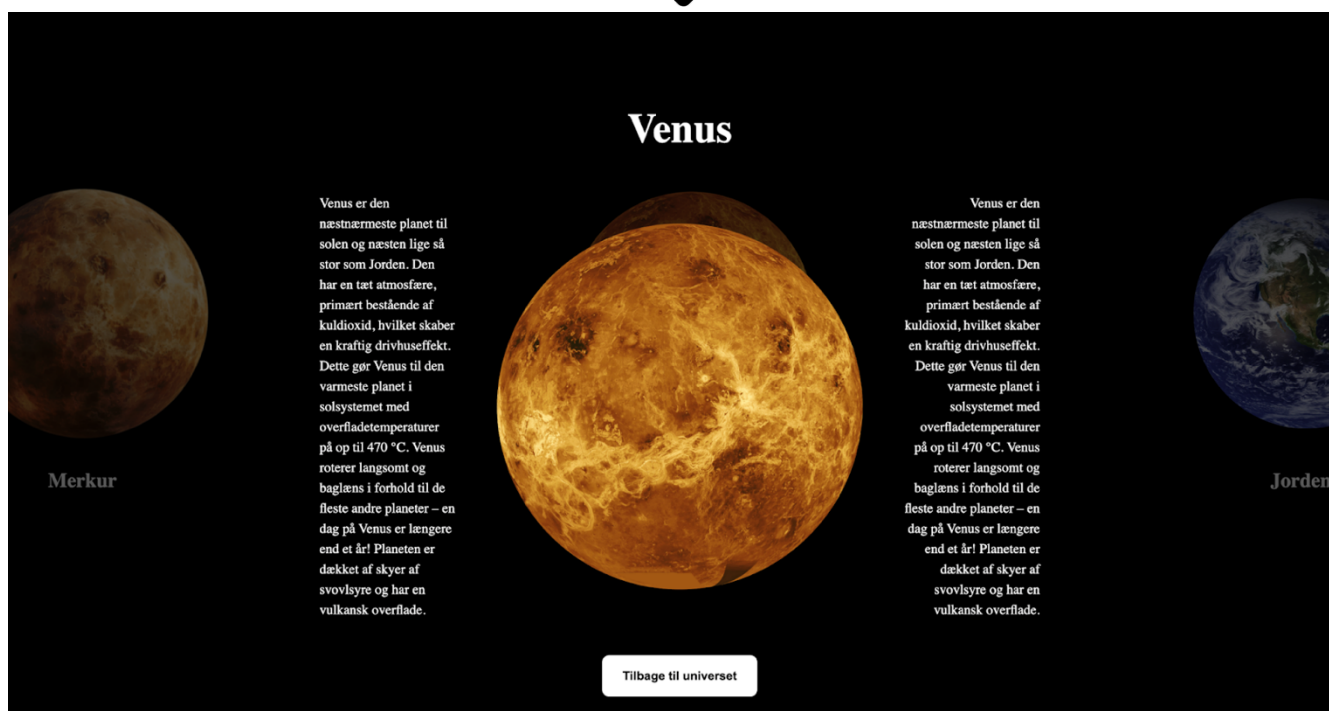 Venus
Venus er den
næstnærmeste planet til
solen og næsten lige så
stor som Jorden. Den
har en tæt atmosfære,
primært bestående af
kuldioxid, hvilket skaber
en kraftig drivhuseffekt.
Dette gør Venus til den
varmeste planet i
solsystemet med
overfladetemperaturer
på op til 470 °C. Venus
roterer langsomt og
baglæns i forhold til de
fleste andre planeter – en
dag på Venus er længere
end et år! Planeten er
dækket af skyer af
svovlsyre og har en
vulkansk overflade.
Venus er den
næstnærmeste planet til
solen og næsten lige så
stor som Jorden. Den
har en tæt atmosfære,
primært bestående af
kuldioxid, hvilket skaber
en kraftig drivhuseffekt.
Dette gør Venus til den
varmeste planet i
solsystemet med
overfladetemperaturer
på op til 470 °C. Venus
roterer langsomt og
baglæns i forhold til de
fleste andre planeter – en
dag på Venus er længere
end et år! Planeten er
dækket af skyer af
svovlsyre og har en
vulkansk overflade.
Merkur
Jorden
Tilbage til universet